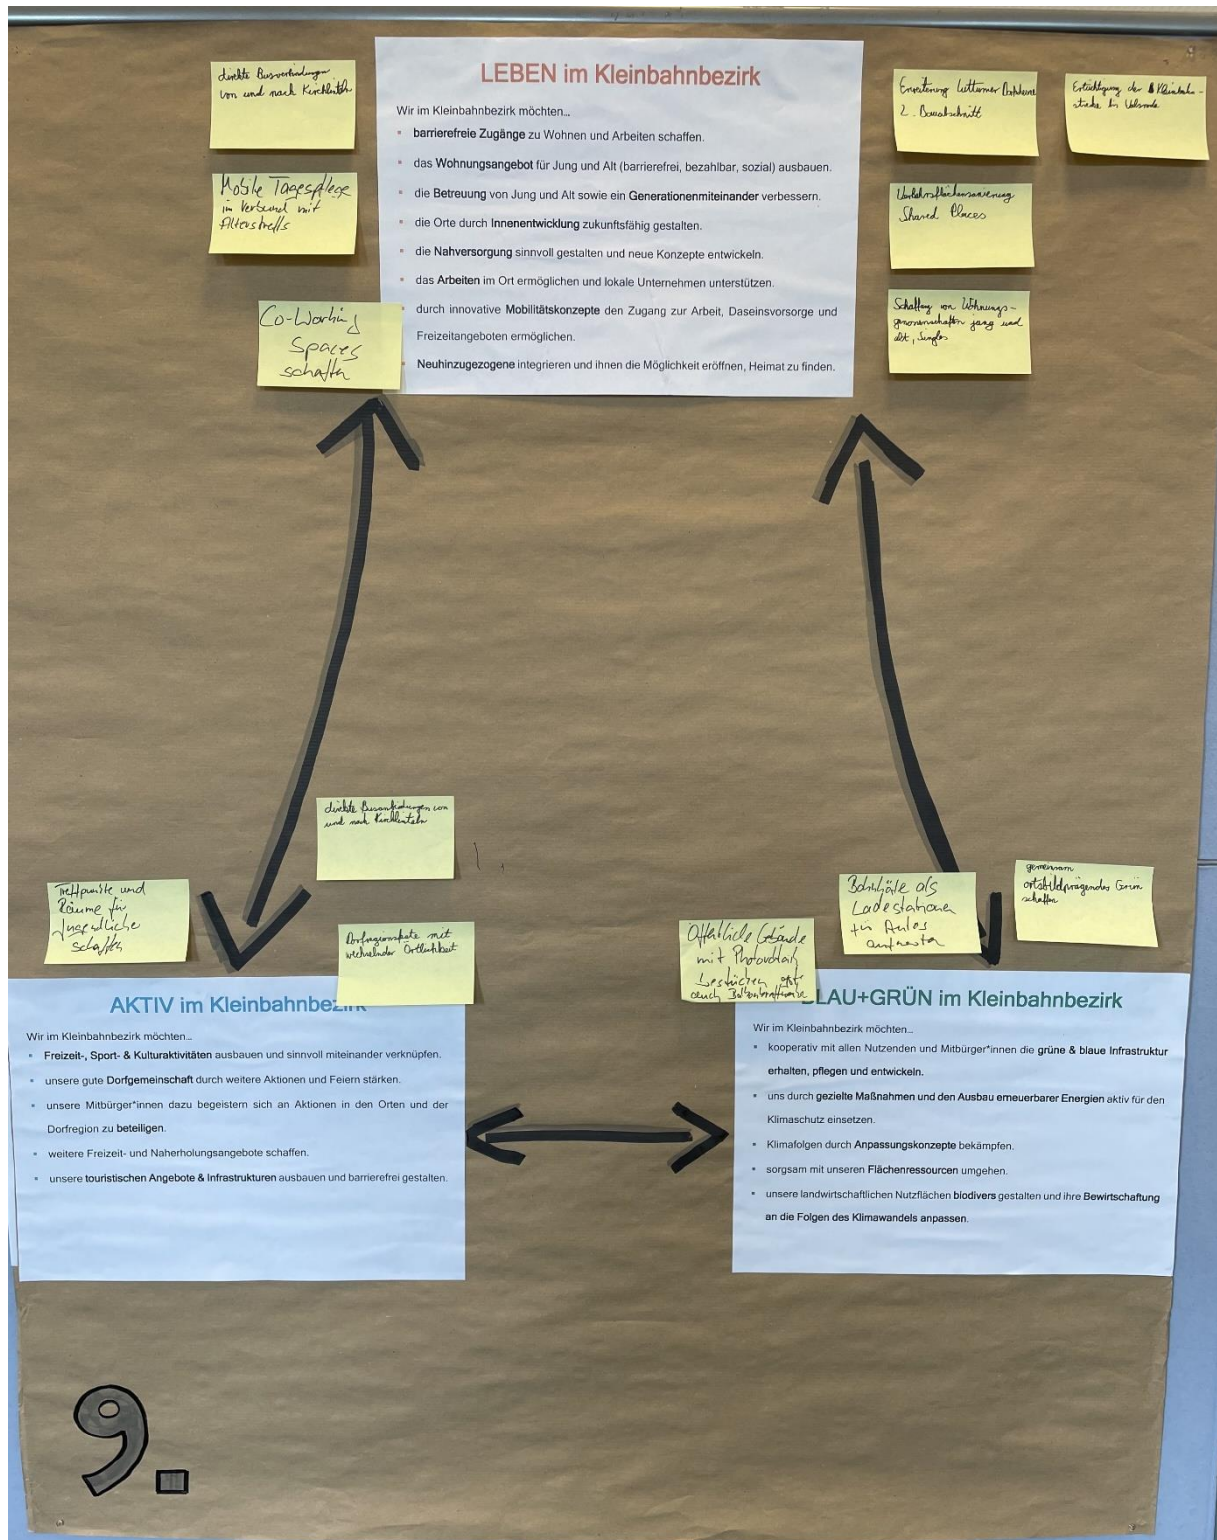 direkte Busverbindungen
von und nach Kirchlinteln
Mobile Tagespflege
im Verbund mit
Alterstreffs
Co-Working
Spaces
schaffen
LEBEN im Kleinbahnbezirk
Wir im Kleinbahnbezirk möchten...
barrierefreie Zugänge zu Wohnen und Arbeiten schaffen.
das Wohnungsangebot für Jung und Alt (barrierefrei, bezahlbar, sozial) ausbauen.
die Betreuung von Jung und Alt sowie ein Generationenmiteinander verbessern.
die Orte durch Innenentwicklung zukunftsfähig gestalten.
die Nahversorgung sinnvoll gestalten und neue Konzepte entwickeln.
das Arbeiten im Ort ermöglichen und lokale Unternehmen unterstützen.
durch innovative Mobilitätskonzepte den Zugang zur Arbeit, Daseinsvorsorge und
Freizeitangeboten ermöglichen.
Neuhinzugezogene integrieren und ihnen die Möglichkeit eröffnen, Heimat zu finden.
Erweiterung Luttumer
2. Bauabschnitt
Ertüchtigung der Kleinbahn-
strecke bis
Verkehrsflächensanierung
Shared Places
Schaffung von Wohnungs-
genossenschaften jung und
alt, Singles
direkte von
und nach Kirchlinteln
Treffpunkte und
Räume für
Jugendliche
schaffen
mit
wechselnder Örtlichkeit
Öffentliche Gebäude
mit Photovoltaik
auch
Bahnhöfe als
Ladestationen
für Autos
gemeinsam
ortsbildprägendes Grün
schaffen
AKTIV im Kleinbahnbezirk
Wir im Kleinbahnbezirk möchten...
Freizeit-, Sport- & Kulturaktivitäten ausbauen und sinnvoll miteinander verknüpfen.
unsere gute Dorfgemeinschaft durch weitere Aktionen und Feiern stärken.
unsere Mitbürger*innen dazu begeistern sich an Aktionen in den Orten und der
Dorfregion zu beteiligen.
weitere Freizeit- und Naherholungsangebote schaffen.
unsere touristischen Angebote & Infrastrukturen ausbauen und barrierefrei gestalten.
BLAU+GRÜN im Kleinbahnbezirk
Wir im Kleinbahnbezirk möchten...
kooperativ mit allen Nutzenden und Mitbürger*innen die grüne & blaue Infrastruktur
erhalten, pflegen und entwickeln.
uns durch gezielte Maßnahmen und den Ausbau erneuerbarer Energien aktiv für den
Klimaschutz einsetzen.
Klimafolgen durch Anpassungskonzepte bekämpfen.
sorgsam mit unseren Flächenressourcen umgehen.
unsere landwirtschaftlichen Nutzflächen biodivers gestalten und ihre Bewirtschaftung
an die Folgen des Klimawandels anpassen.
9.